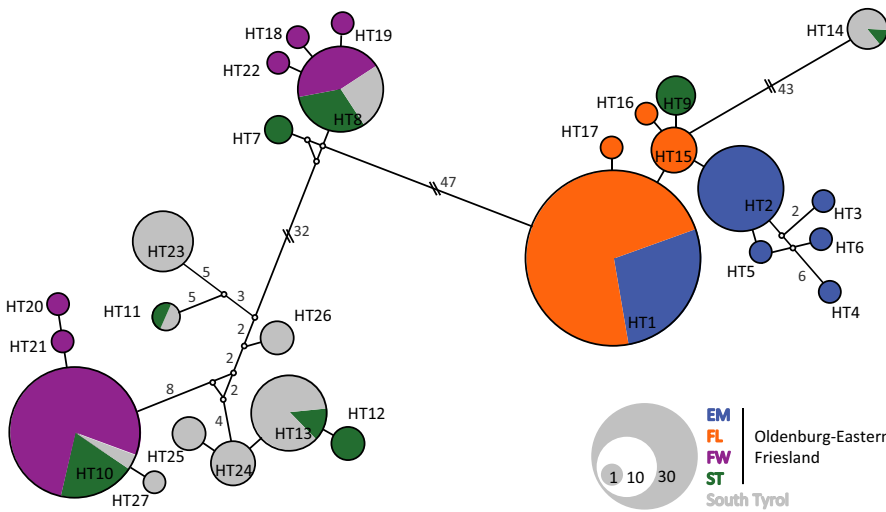 HT18
HT19
HT22
HT8
HT7
HT14
43
HT16
HT9
HT17
HT15
47
HT2
2
HT3
HT6
HT5
6
HT4
HT1
32
HT23
5
5
3
HT11
HT20
HT21
2
HT26
2
8
2
4
HT13
HT12
HT25
HT24
HT10
HT27
1 10 30
EM
FL
FW
ST
South Tyrol
Oldenburg-Eastern
Friesland